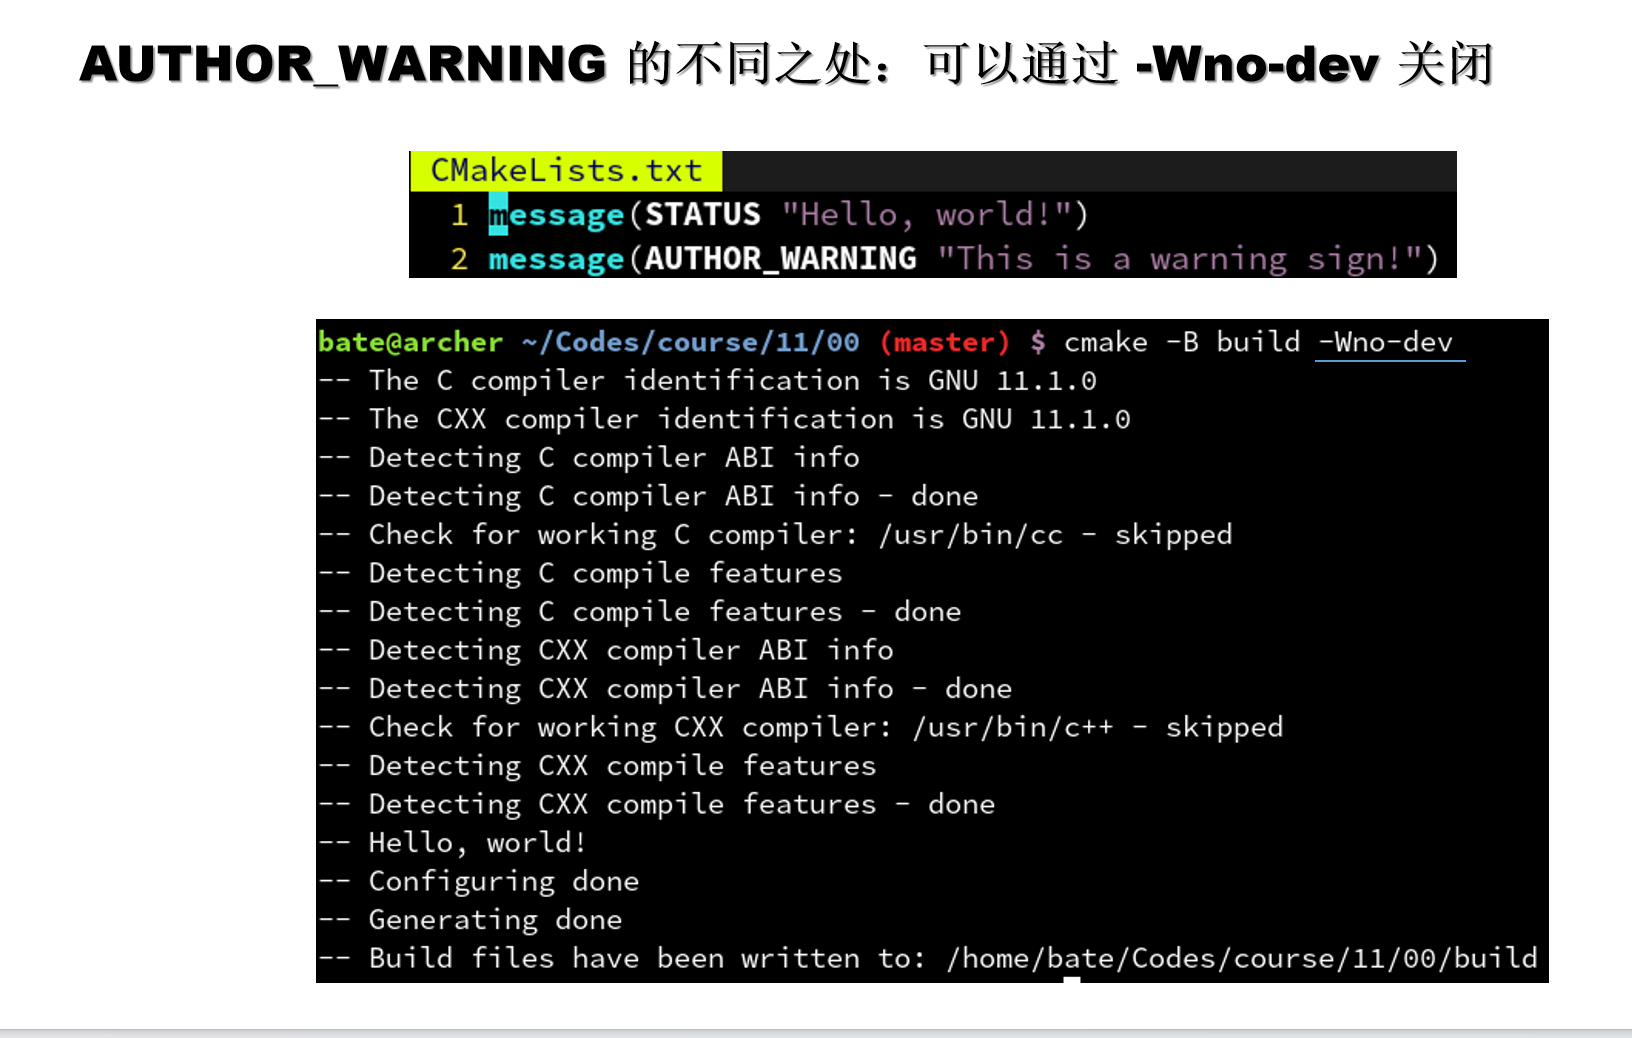 AUTHOR_WARNING 的不同之处：可以通过 -Wno-dev 关闭
CMakeLists.txt
1 message(STATUS "Hello, world!")
2 message(AUTHOR_WARNING "This is a warning sign!")
bate@archer ~/Codes/course/11/00 (master) $ cmake -B build -Wno-dev
-- The C compiler identification is GNU 11.1.0
-- The CXX compiler identification is GNU 11.1.0
-- Detecting C compiler ABI info
-- Detecting C compiler ABI info - done
-- Check for working C compiler: /usr/bin/cc - skipped
-- Detecting C compile features
-- Detecting C compile features - done
-- Detecting CXX compiler ABI info
-- Detecting CXX compiler ABI info - done
-- Check for working CXX compiler: /usr/bin/c++ - skipped
-- Detecting CXX compile features
-- Detecting CXX compile features - done
-- Hello, world!
-- Configuring done
-- Generating done
-- Build files have been written to: /home/bate/Codes/course/11/00/build